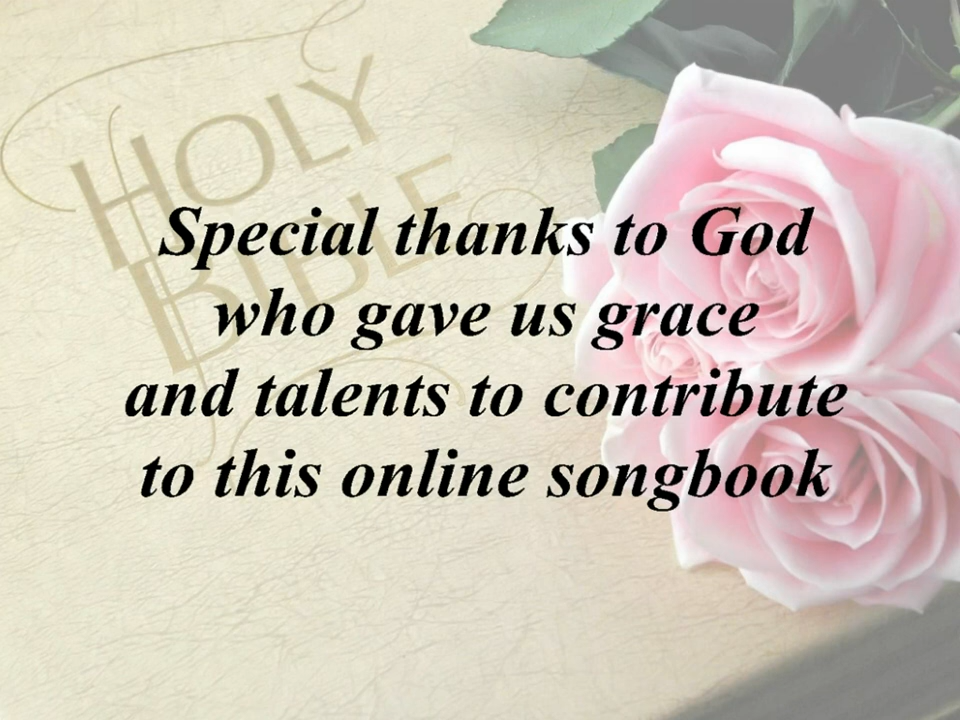 HOLY
BIBLE
Special thanks to God
who gave us grace
and talents to contribute
to this online songbook